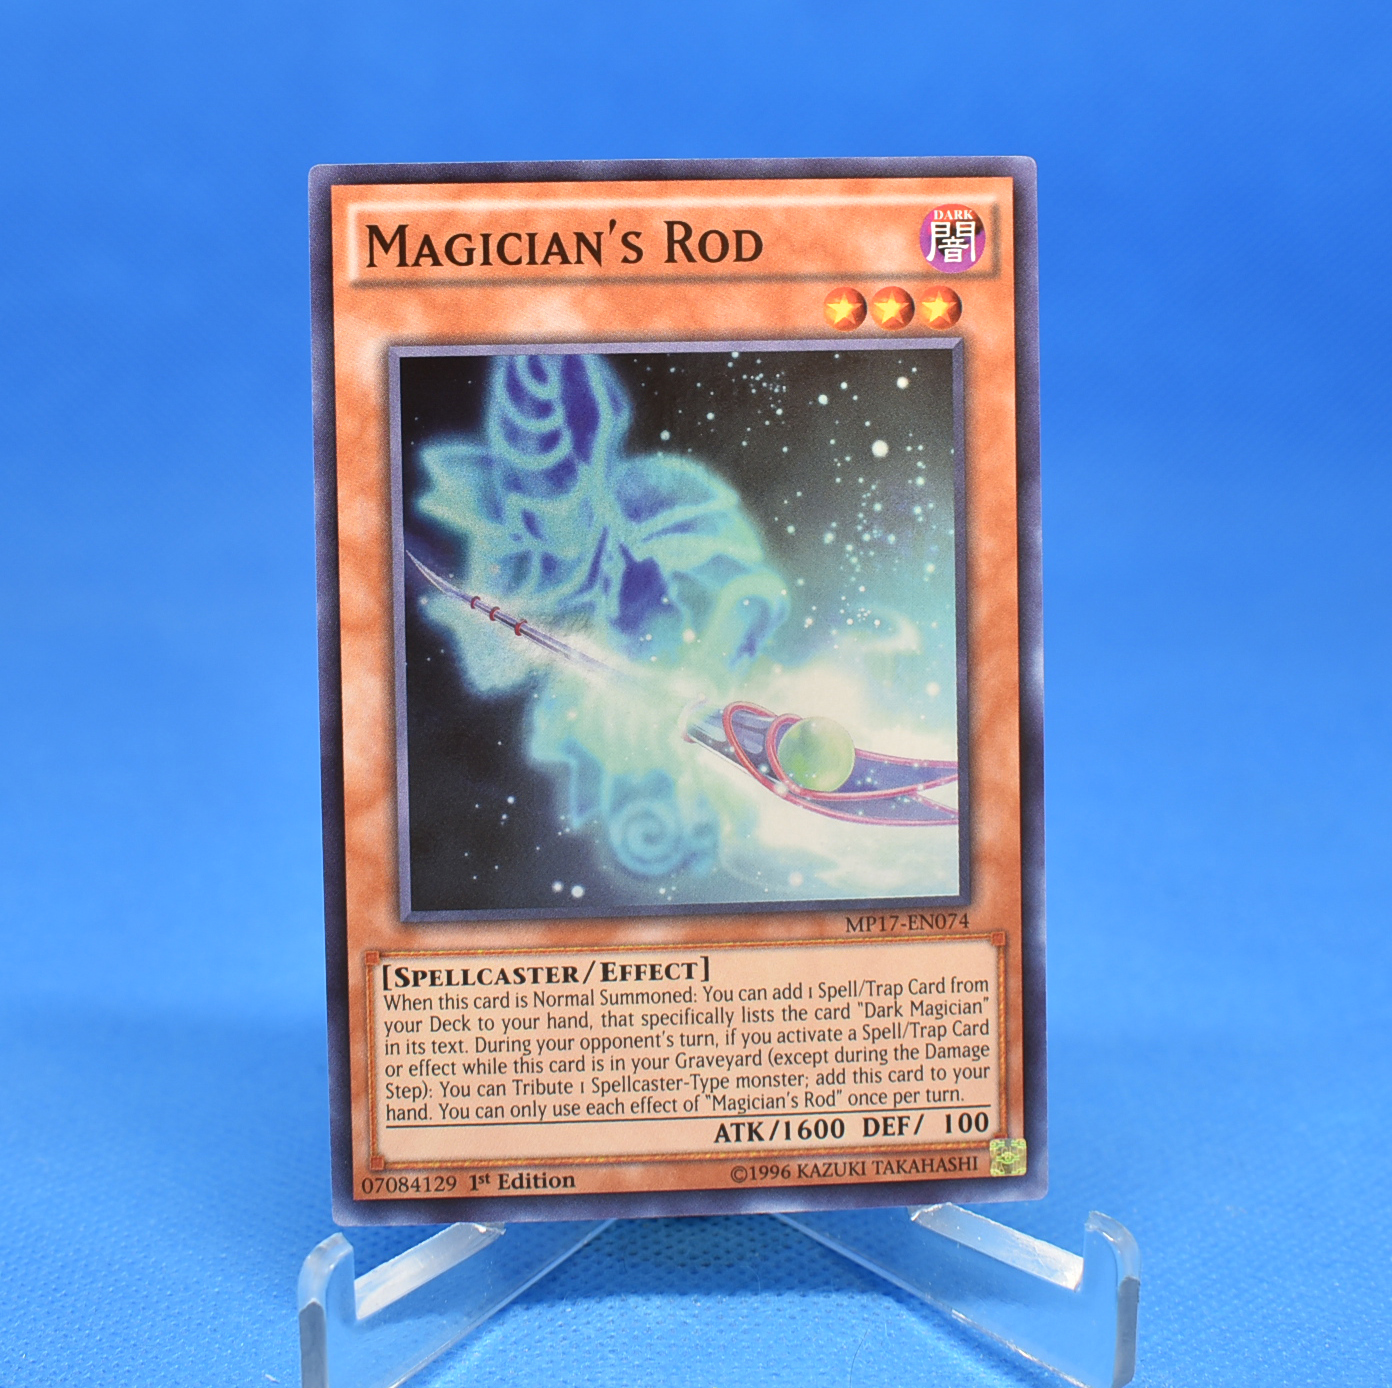 MAGICIAN'S ROD
DARK
闇
MP17-EN074
[SPELLCASTER/EFFECT]
When this card is Normal Summoned: You can add 1 Spell/Trap Card from
your Deck to your hand, that specifically lists the card "Dark Magician"
in its text. During your opponent's turn, if you activate a Spell/Trap Card
or effect while this card is in your Graveyard (except during the Damage
Step): You can Tribute 1 Spellcaster-Type monster; add this card to your
hand. You can only use each effect of "Magician's Rod" once per turn.
ATK/1600 DEF/ 100
07084129 1st Edition
©1996 KAZUKI TAKAHASHI